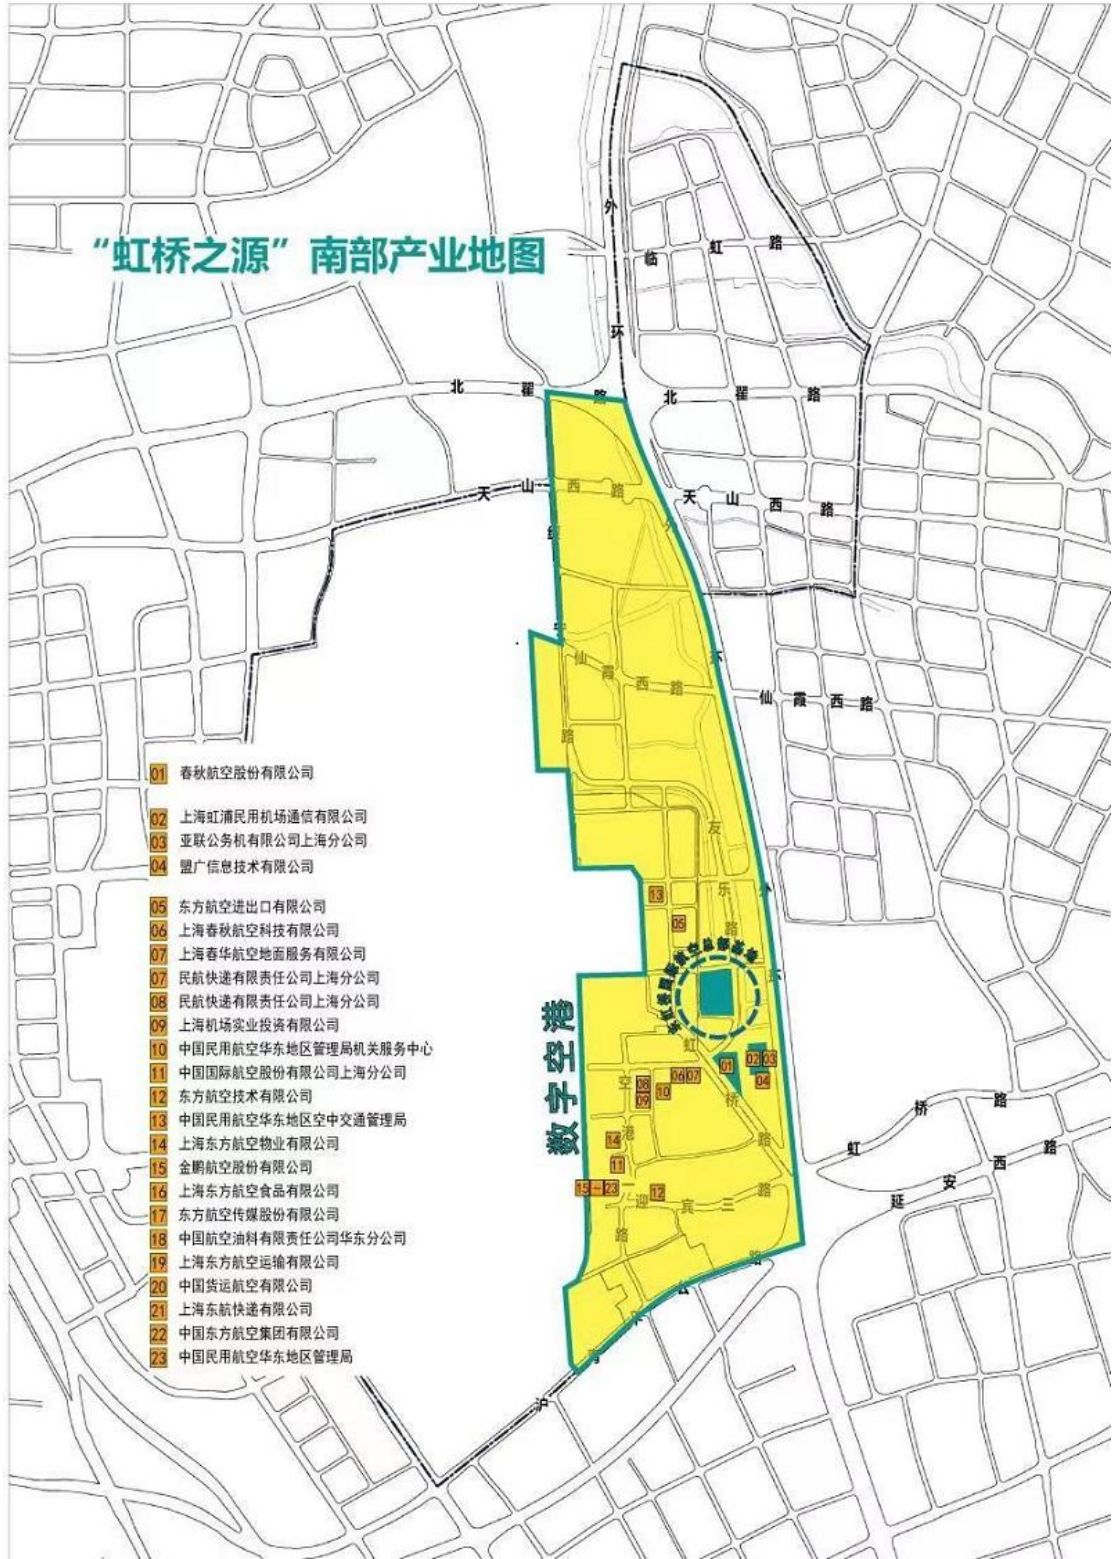 “虹桥之源”南部产业地图
外
环
临虹路
北翟路
北翟路
天山西路
天山西路
外
环
仙霞西路
仙霞西路
路
友乐路
外
01 春秋航空股份有限公司
02 上海虹浦民用机场通信有限公司
03 亚联公务机有限公司上海分公司
04 盟广信息技术有限公司
05 东方航空进出口有限公司
06 上海春秋航空科技有限公司
07 上海春华航空地面服务有限公司
07 民航快递有限责任公司上海分公司
08 民航快递有限责任公司上海分公司
09 上海机场实业投资有限公司
10 中国民用航空华东地区管理局机关服务中心
11 中国国际航空股份有限公司上海分公司
12 东方航空技术有限公司
13 中国民用航空华东地区空中交通管理局
14 上海东方航空物业有限公司
15 金鹏航空股份有限公司
16 上海东方航空食品有限公司
17 东方航空传媒股份有限公司
18 中国航空油料有限责任公司华东分公司
19 上海东方航空运输有限公司
20 中国货运航空有限公司
21 上海东航快递有限公司
22 中国东方航空集团有限公司
23 中国民用航空华东地区管理局
数字空港
13
05
虹桥路
01
02 03
04
06 07
08
09
10
空港一路
14
11
15~23
12
迎宾三路
虹桥路
延安西路
沪